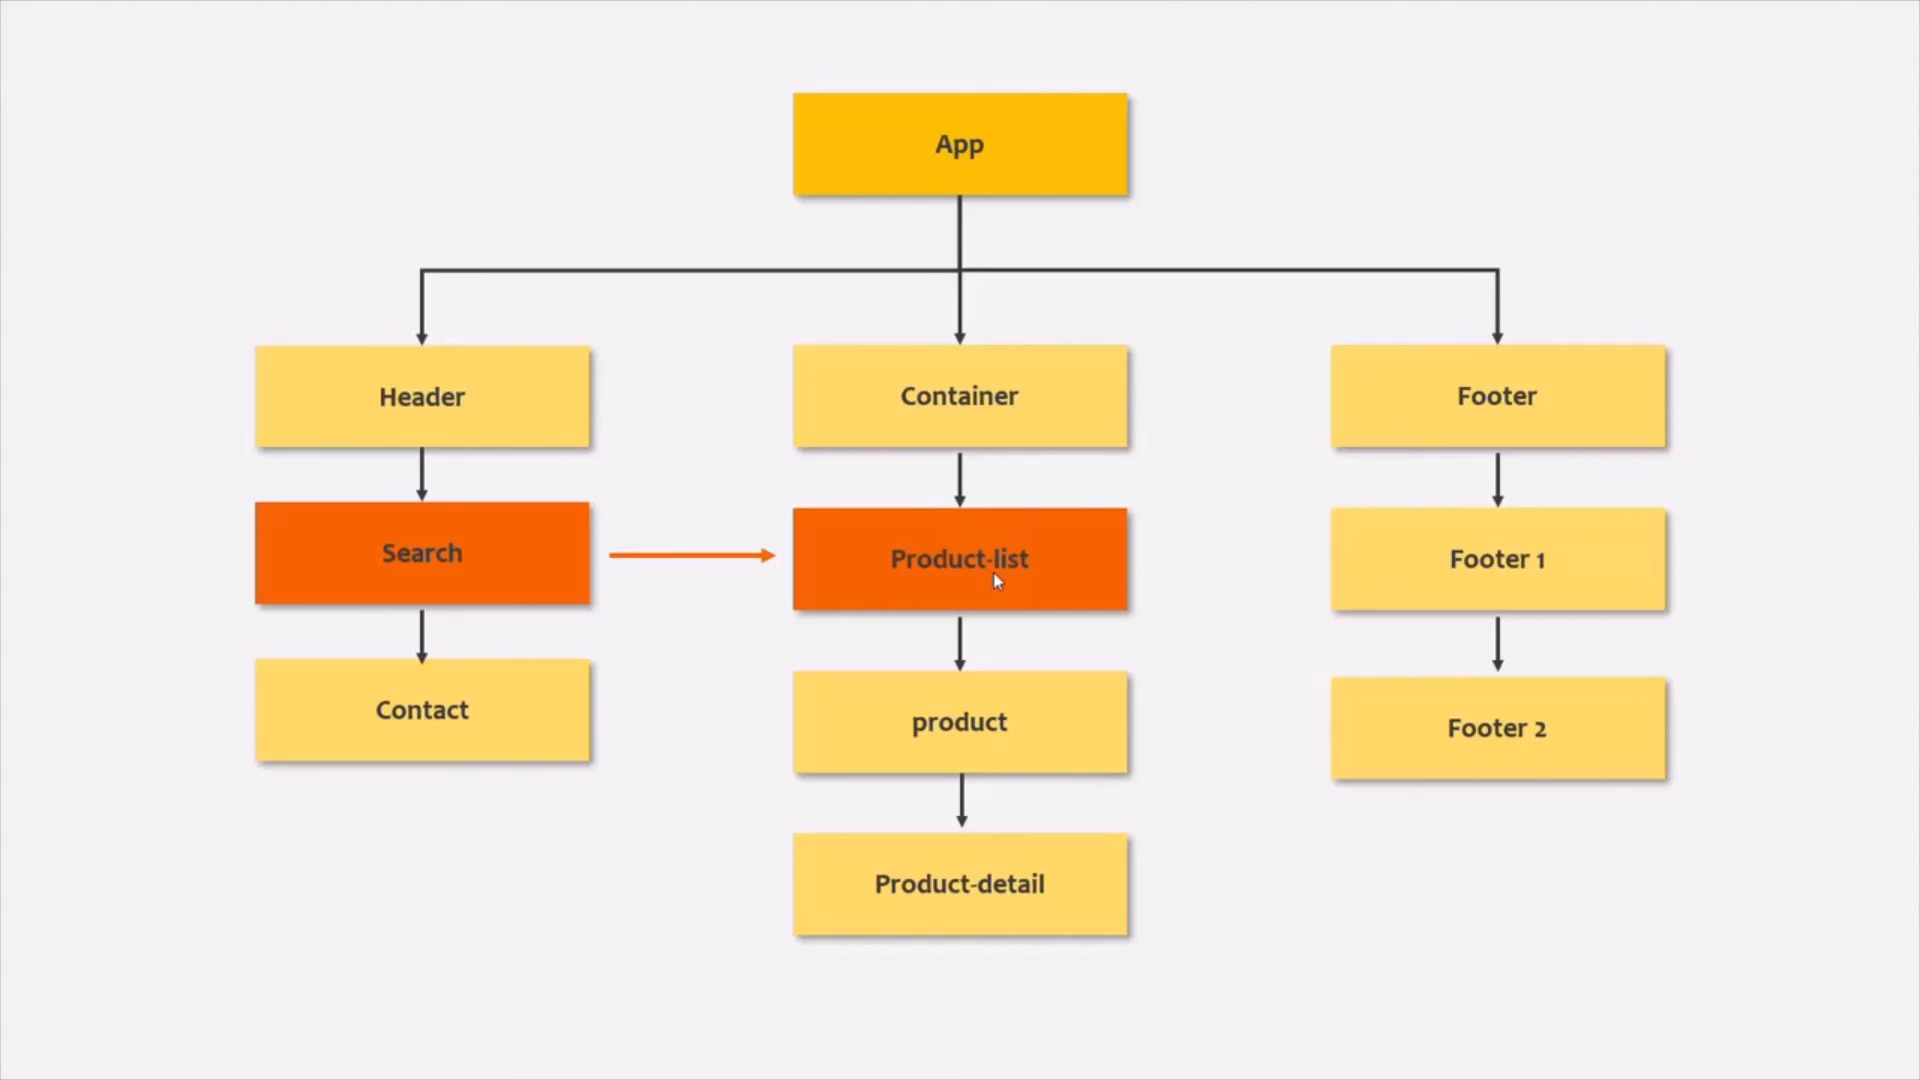 App
Header
Container
Footer
Search
Product-list
Footer 1
Contact
product
Footer 2
Product-detail